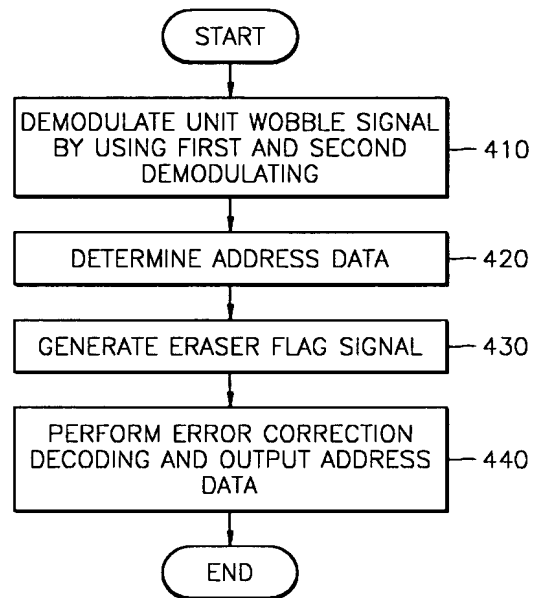 START
DEMODULATE UNIT WOBBLE SIGNAL
BY USING FIRST AND SECOND
DEMODULATING
410
DETERMINE ADDRESS DATA
420
GENERATE ERASER FLAG SIGNAL
430
PERFORM ERROR CORRECTION
DECODING AND OUTPUT ADDRESS
DATA
440
END